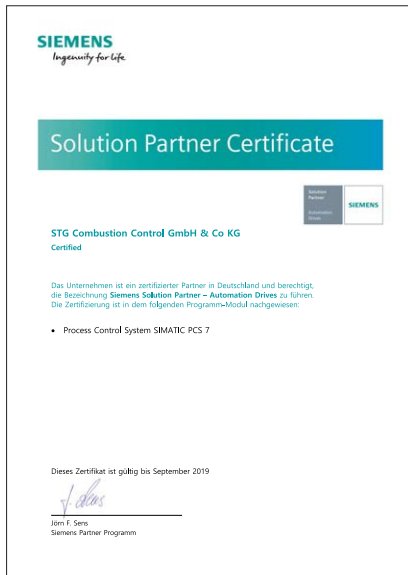 SIEMENS
Ingenuity for life
Solution Partner Certificate
Solution
Partner
Automation
Drives
SIEMENS
STG Combustion Control GmbH & Co KG
Certified
Das Unternehmen ist ein zertifizierter Partner in Deutschland und berechtigt,
die Bezeichnung Siemens Solution Partner – Automation Drives zu führen.
Die Zertifizierung ist in dem folgenden Programm-Modul nachgewiesen:
• Process Control System SIMATIC PCS 7
Dieses Zertifikat ist gültig bis September 2019
J. Sens
Jörn F. Sens
Siemens Partner Programm